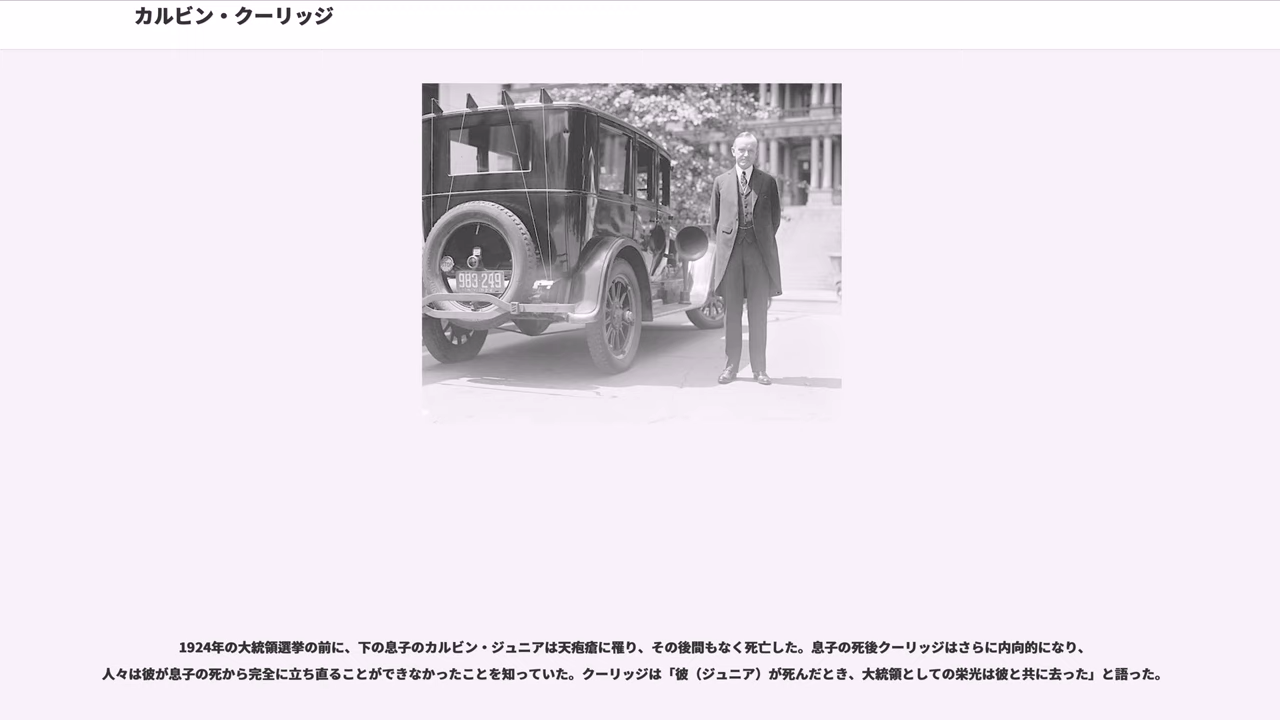 カルビン・クーリッジ
983 249
1924年の大統領選挙の前に、下の息子のカルビン・ジュニアは天疱瘡に罹り、その後間もなく死亡した。息子の死後クーリッジはさらに内向的になり、
人々は彼が息子の死から完全に立ち直ることができなかったことを知っていた。クーリッジは「彼（ジュニア）が死んだとき、大統領としての栄光は彼と共に去った」と語った。